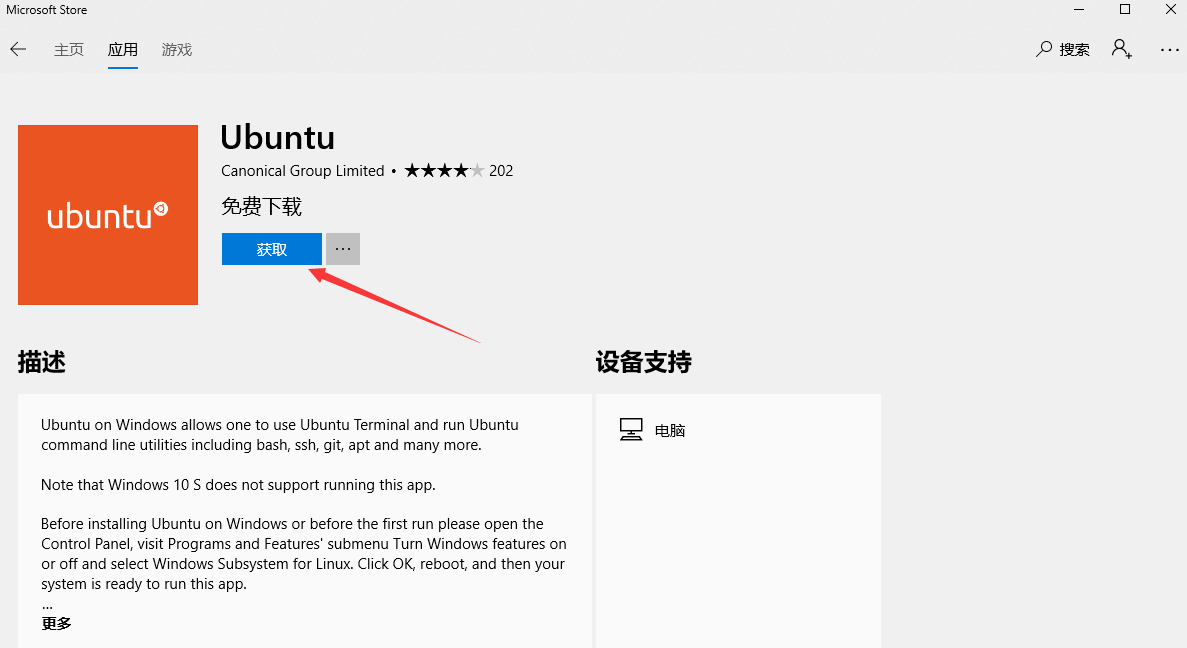 Microsoft Store
主页 应用 游戏 搜索
Ubuntu
ubuntu
Canonical Group Limited • ★★★★★ 202
免费下载
获取 ···
描述
Ubuntu on Windows allows one to use Ubuntu Terminal and run Ubuntu
command line utilities including bash, ssh, git, apt and many more.
Note that Windows 10 S does not support running this app.
Before installing Ubuntu on Windows or before the first run please open the
Control Panel, visit Programs and Features' submenu Turn Windows features on
or off and select Windows Subsystem for Linux. Click OK, reboot, and then your
system is ready to run this app.
...
更多
设备支持
电脑